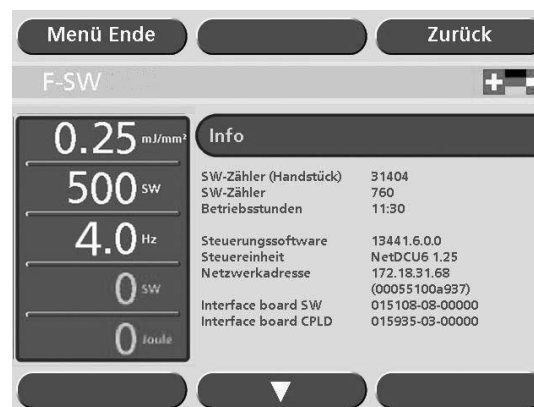 Menü Ende
Zurück
F-SW
0.25 mJ/mm²
500 SW
4.0 Hz
0 SW
0 Joule
Info
SW-Zähler (Handstück) 31404
SW-Zähler 760
Betriebsstunden 11:30
Steuerungssoftware 13441.6.0.0
Steuereinheit NetDCU6 1.25
Netzwerkadresse 172.18.31.68
(00055100a937)
Interface board SW 015108-08-00000
Interface board CPLD 015935-03-00000